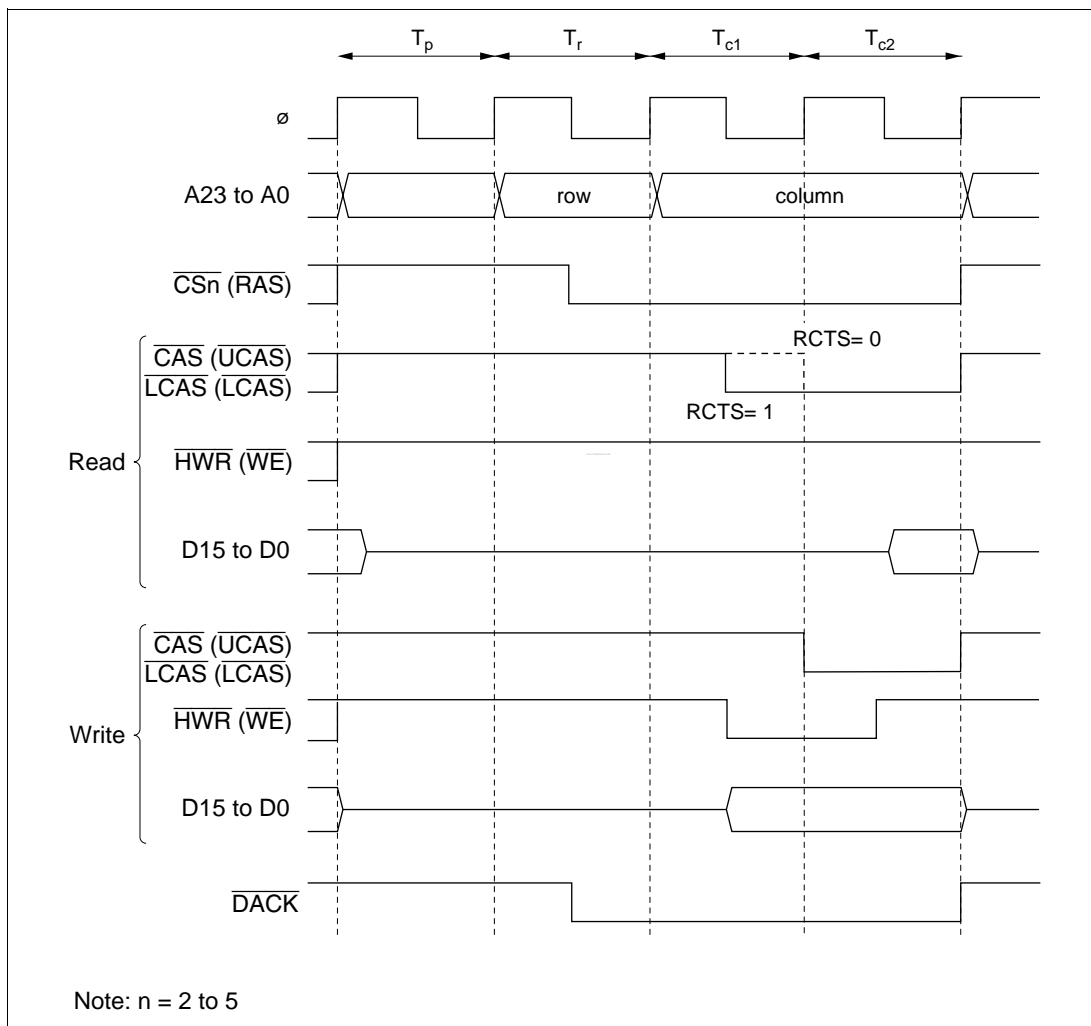 Tp Tr Tc1 Tc2
ø
A23 to A0 row column
CSn (RAS)
RCTS= 0
CAS (UCAS)
LCAS (LCAS)
RCTS= 1
Read HWR (WE)
D15 to D0
CAS (UCAS)
LCAS (LCAS)
HWR (WE)
Write
D15 to D0
DACK
Note: n = 2 to 5